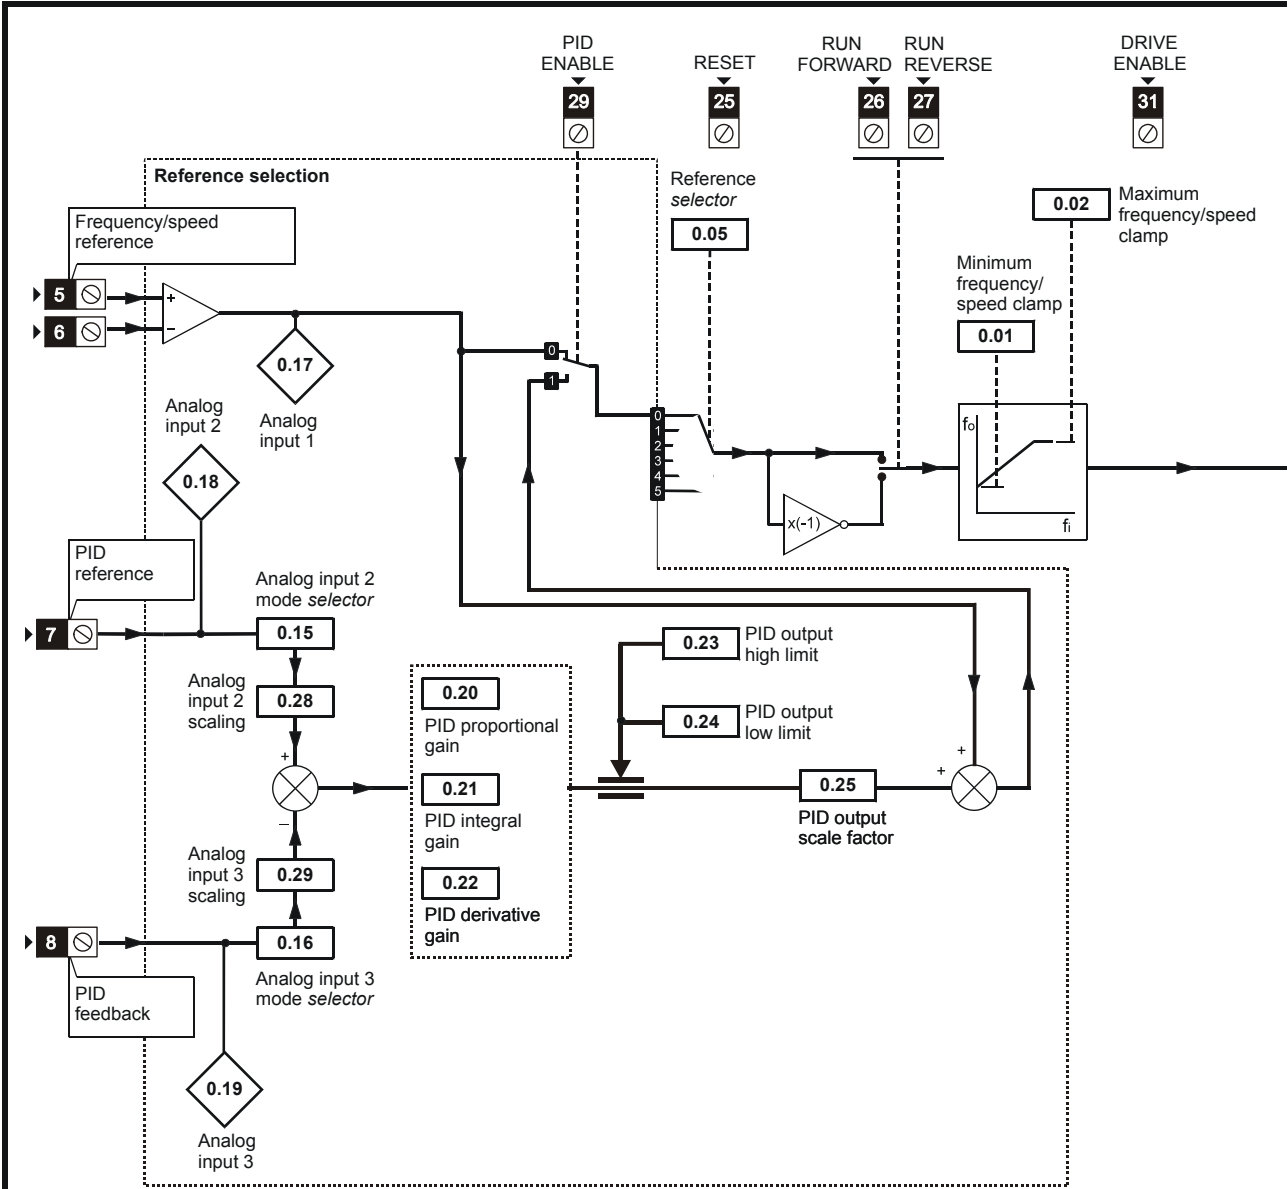 PID
ENABLE
29
RESET
25
RUN
FORWARD
26
RUN
REVERSE
27
DRIVE
ENABLE
31
Reference selection
Reference
selector
0.05
0.02
Maximum
frequency/speed
clamp
Minimum
frequency/
speed clamp
0.01
Frequency/speed
reference
5
6
+
−
0.17
Analog
input 1
0
1
0
1
2
3
4
5
x(-1)
fo
fi
Analog
input 2
0.18
PID
reference
7
Analog input 2
mode selector
0.15
Analog
input 2
scaling
0.28
+
−
Analog
input 3
scaling
0.29
8
0.16
Analog input 3
mode selector
PID
feedback
0.19
Analog
input 3
0.20
PID proportional
gain
0.21
PID integral
gain
0.22
PID derivative
gain
0.23
PID output
high limit
0.24
PID output
low limit
0.25
PID output
scale factor
+
+